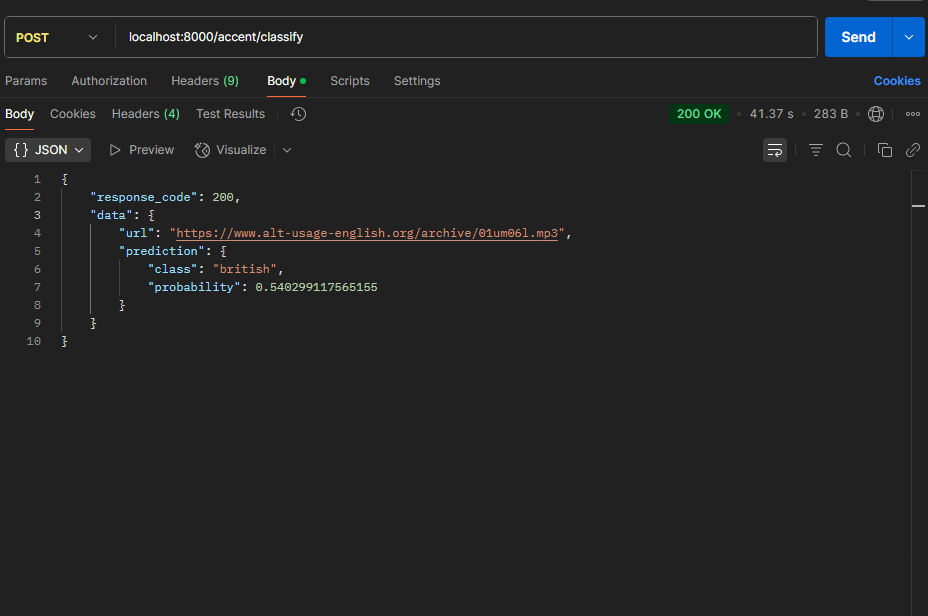 POST localhost:8000/accent/classify Send
Params Authorization Headers (9) Body Scripts Settings Cookies
Body Cookies Headers (4) Test Results 200 OK • 41.37 s • 283 B •
{} JSON Preview Visualize
1 {
2 "response_code": 200,
3 "data": {
4 "url": "https://www.alt-usage-english.org/archive/01um06l.mp3",
5 "prediction": {
6 "class": "british",
7 "probability": 0.540299117565155
8 }
9 }
10 }